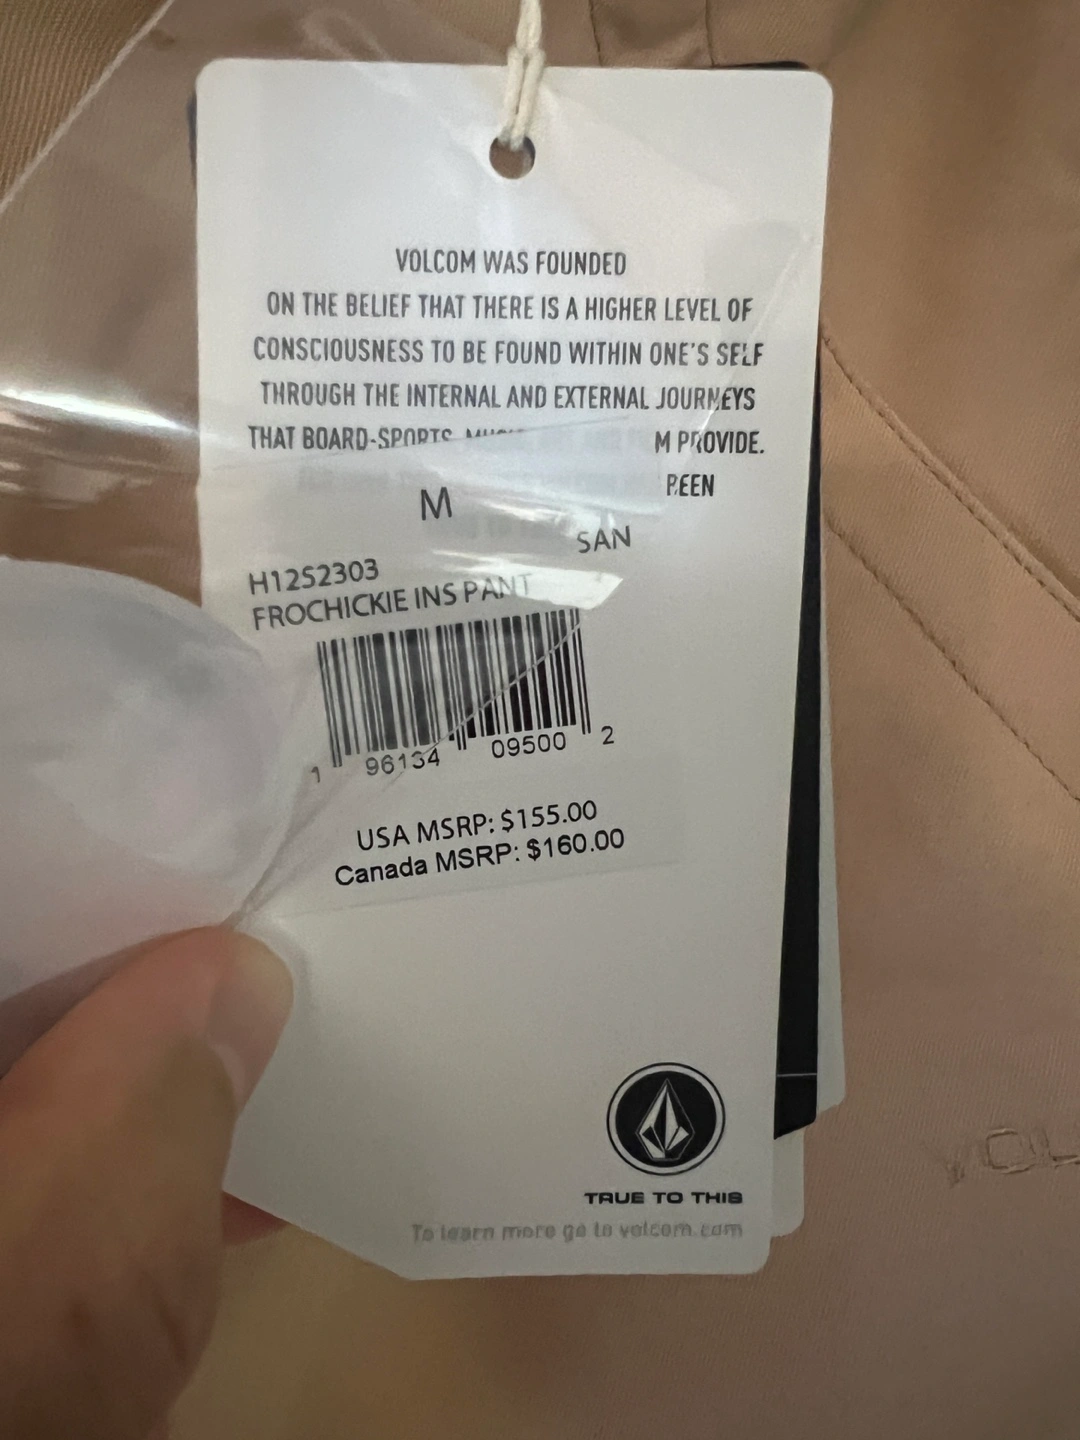 VOLCOM WAS FOUNDED
ON THE BELIEF THAT THERE IS A HIGHER LEVEL OF
CONSCIOUSNESS TO BE FOUND WITHIN ONE'S SELF
THROUGH THE INTERNAL AND EXTERNAL JOURNEYS
THAT BOARD-SPORTS, M PROVIDE.
BEEN
M
SAN
H1252303
FROCHICKIE INS PANT
1 96134 09500 2
USA MSRP: $155.00
Canada MSRP: $160.00
TRUE TO THIS
To learn more go to volcom.com
VOL